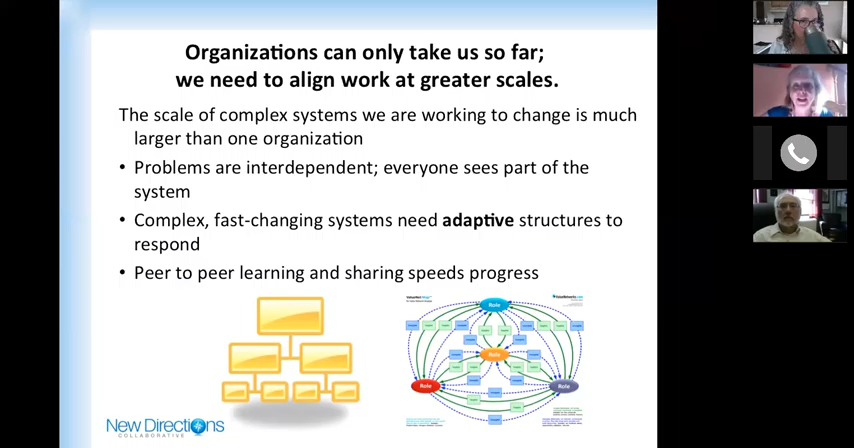 Organizations can only take us so far;
we need to align work at greater scales.
The scale of complex systems we are working to change is much
larger than one organization
• Problems are interdependent; everyone sees part of the
system
• Complex, fast-changing systems need adaptive structures to
respond
• Peer to peer learning and sharing speeds progress
Role
Role
Role
Role
New Directions
COLLABORATIVE